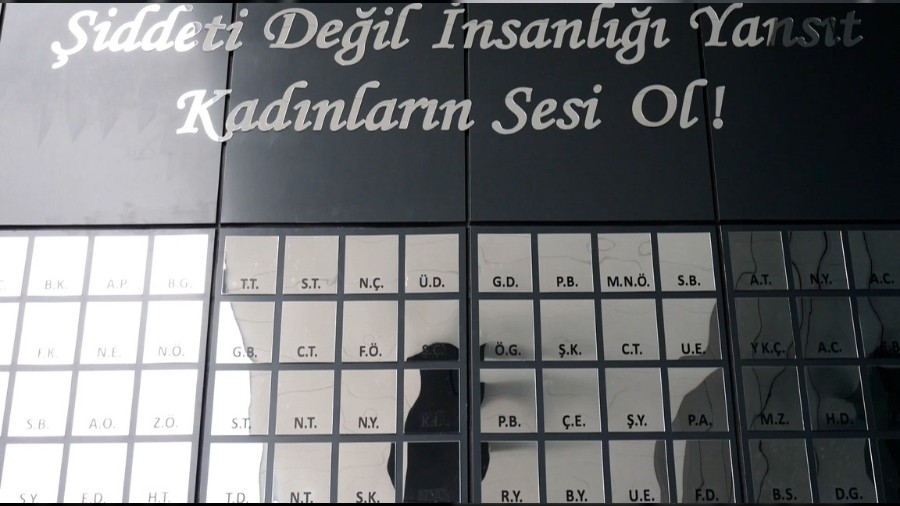 Şiddeti Değil İnsanlığı Yansıt
Kadınların Sesi Ol!
B.K. A.P. B.G. T.T. S.T. N.Ç. Ü.D. G.D. P.B. M.N.Ö. S.B. A.T. N.Y. A.C.
F.K. N.E. N.O. G.B. C.T. F.Ö. S.C. Ö.G. Ş.K. C.T. U.E. Y.K.Ç. A.C.
S.B. A.O. Z.Ö. S.T. N.T. N.Y. P.B. Ç.E. Ş.Y. P.A. M.Z. H.D.
S.Y. F.D. H.T. T.D. N.T. S.K. R.Y. B.Y. U.E. F.D. B.S. D.G.